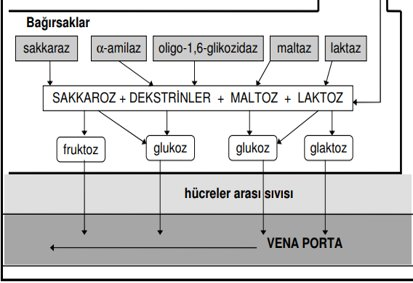 Bağırsaklar
sakkaraz α-amilaz oligo-1,6-glikozidaz maltaz laktaz
SAKKAROZ + DEKSTRİNLER + MALTOZ + LAKTOZ
fruktoz glukoz glukoz glaktoz
hücreler arası sıvısı
VENA PORTA